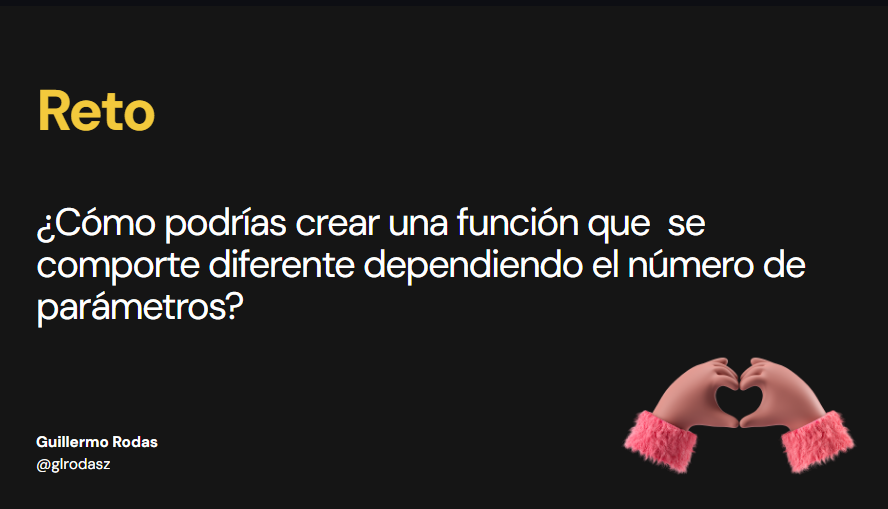 Reto
¿Cómo podrías crear una función que se
comporte diferente dependiendo el número de
parámetros?
Guillermo Rodas
@glrodasz